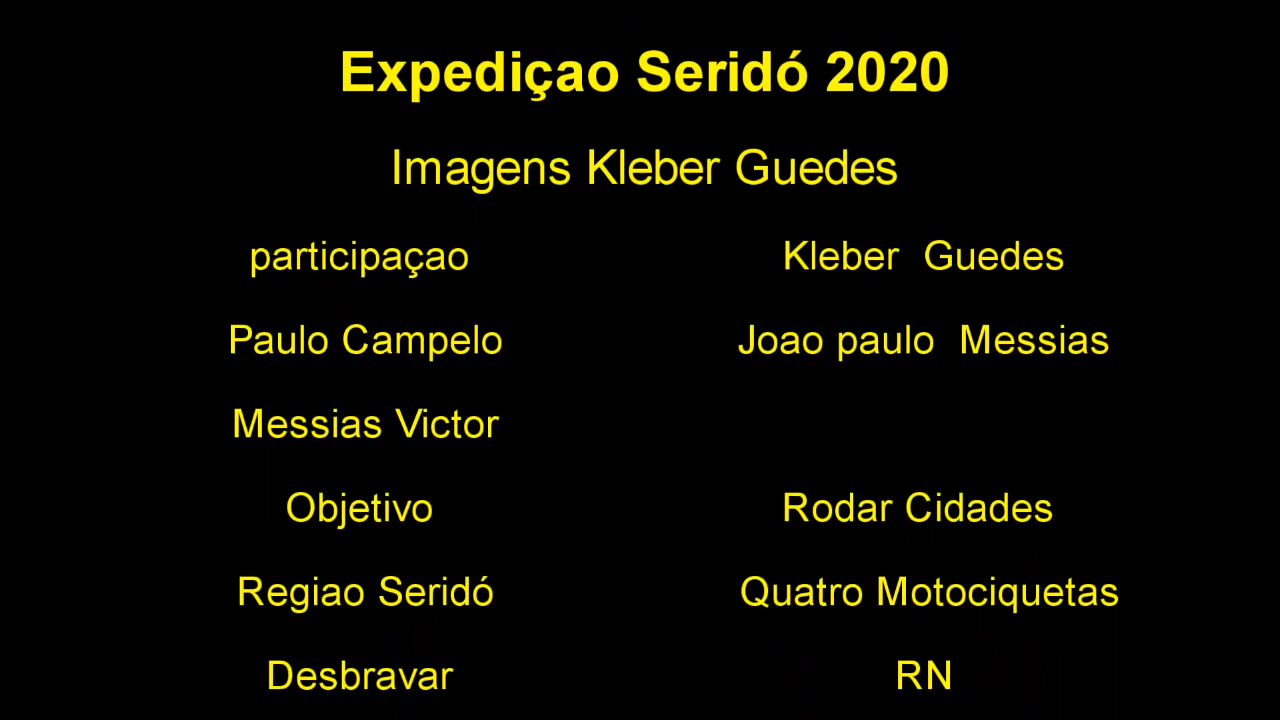 Expediçao Seridó 2020
Imagens Kleber Guedes
participaçao Kleber Guedes
Paulo Campelo Joao paulo Messias
Messias Victor
Objetivo Rodar Cidades
Regiao Seridó Quatro Motociquetas
Desbravar RN